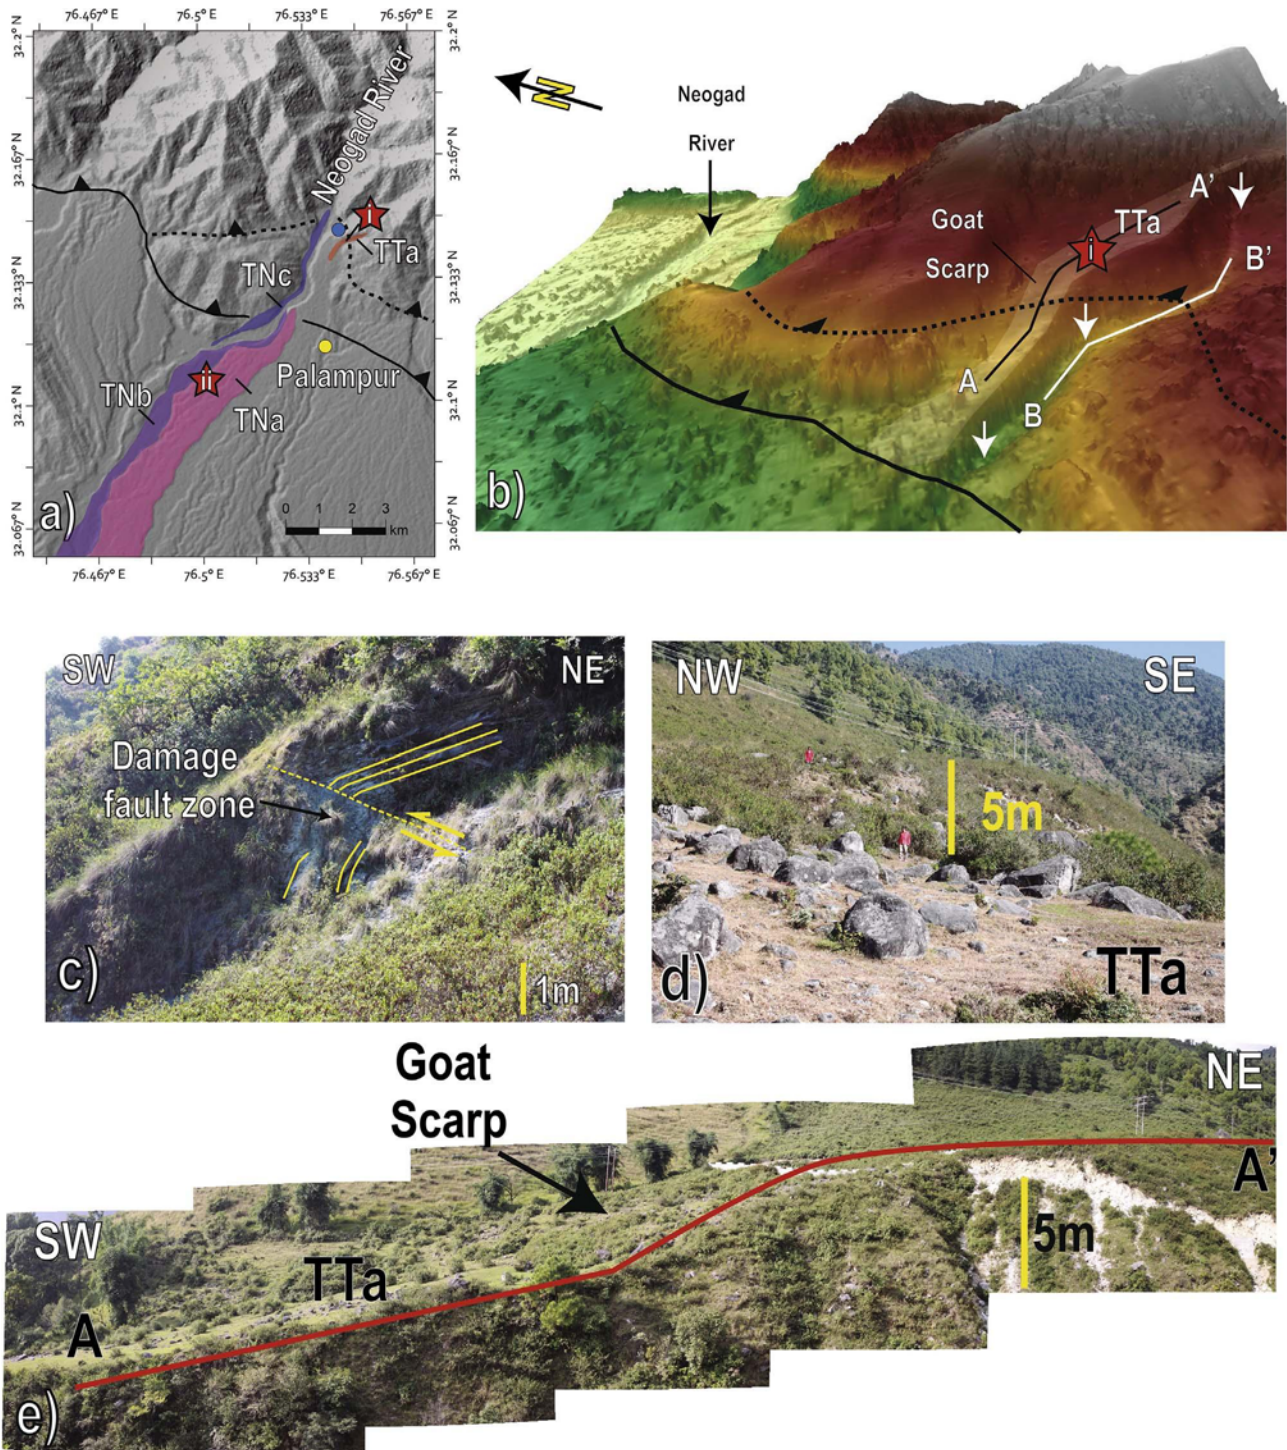 76.467° E 76.5° E 76.533° E 76.567° E
32.2° N
32.167° N
32.133° N
32.1° N
32.067° N
32.2° N
32.167° N
32.133° N
32.1° N
32.067° N
Neogad River
i
TTa
TNc
Palampur
TNb
ii
TNa
0 1 2 3
km
a)
76.467° E 76.5° E 76.533° E 76.567° E
N
Neogad
River
Goat
Scarp
A'
TTa
i
B'
A
B
b)
SW
NE
Damage
fault zone
c)
1m
NW
SE
5m
d)
TTa
Goat
Scarp
NE
SW
TTa
A
A'
5m
e)